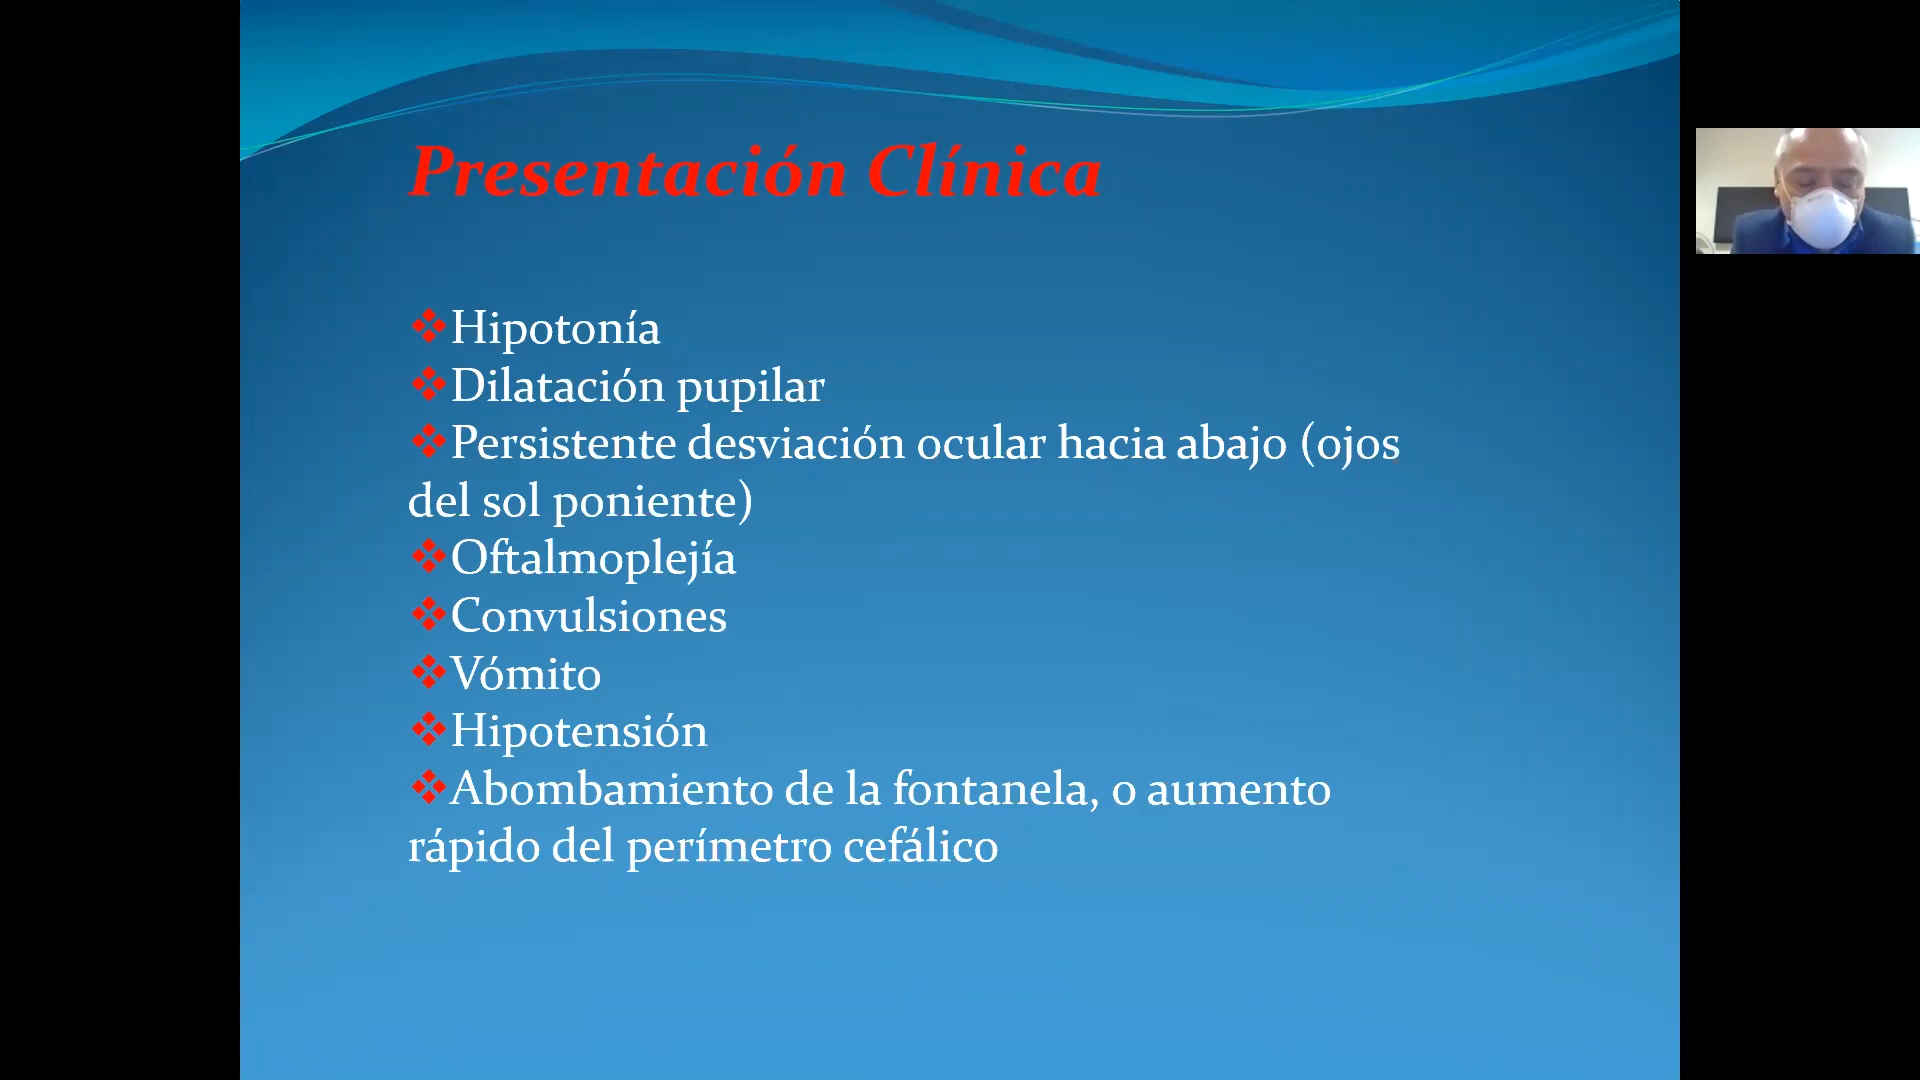 Presentación Clínica
❖Hipotonía
❖Dilatación pupilar
❖Persistente desviación ocular hacia abajo (ojos
del sol poniente)
❖Oftalmoplejía
❖Convulsiones
❖Vómito
❖Hipotensión
❖Abombamiento de la fontanela, o aumento
rápido del perímetro cefálico